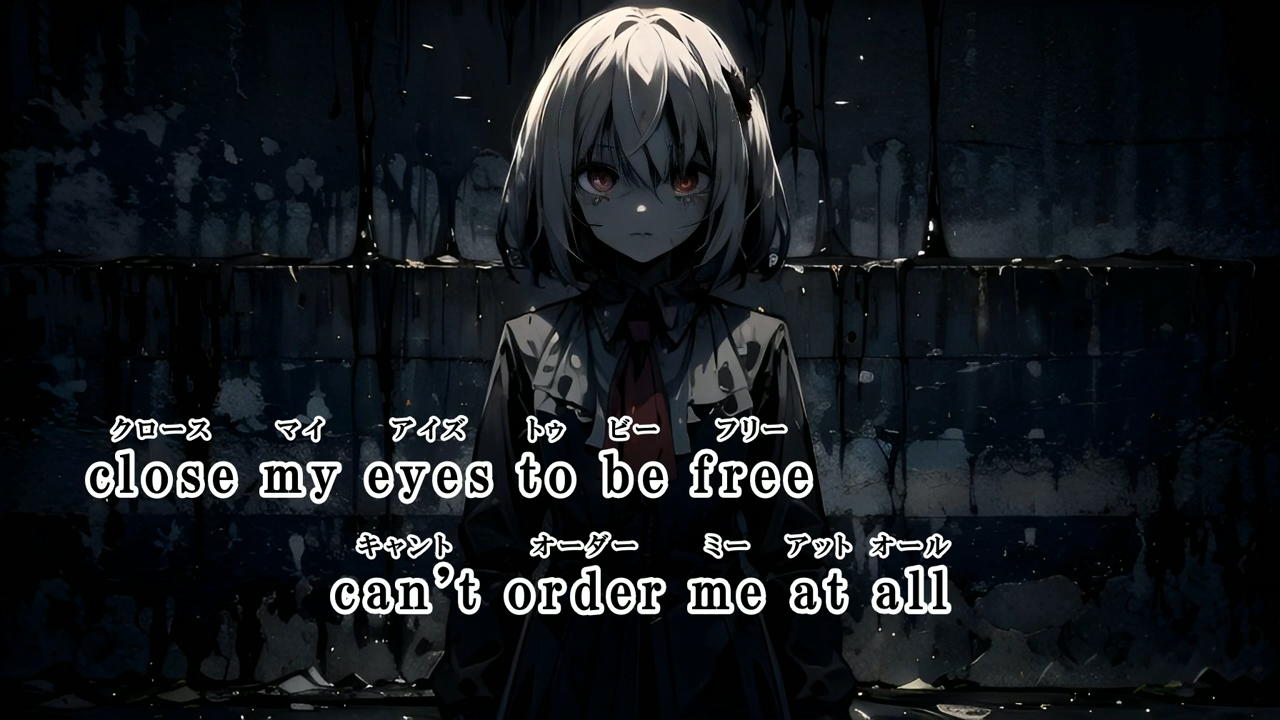 クロース マイ アイズ トゥ ビー フリー
close my eyes to be free
キャント オーダー ミー アット オール
can't order me at all